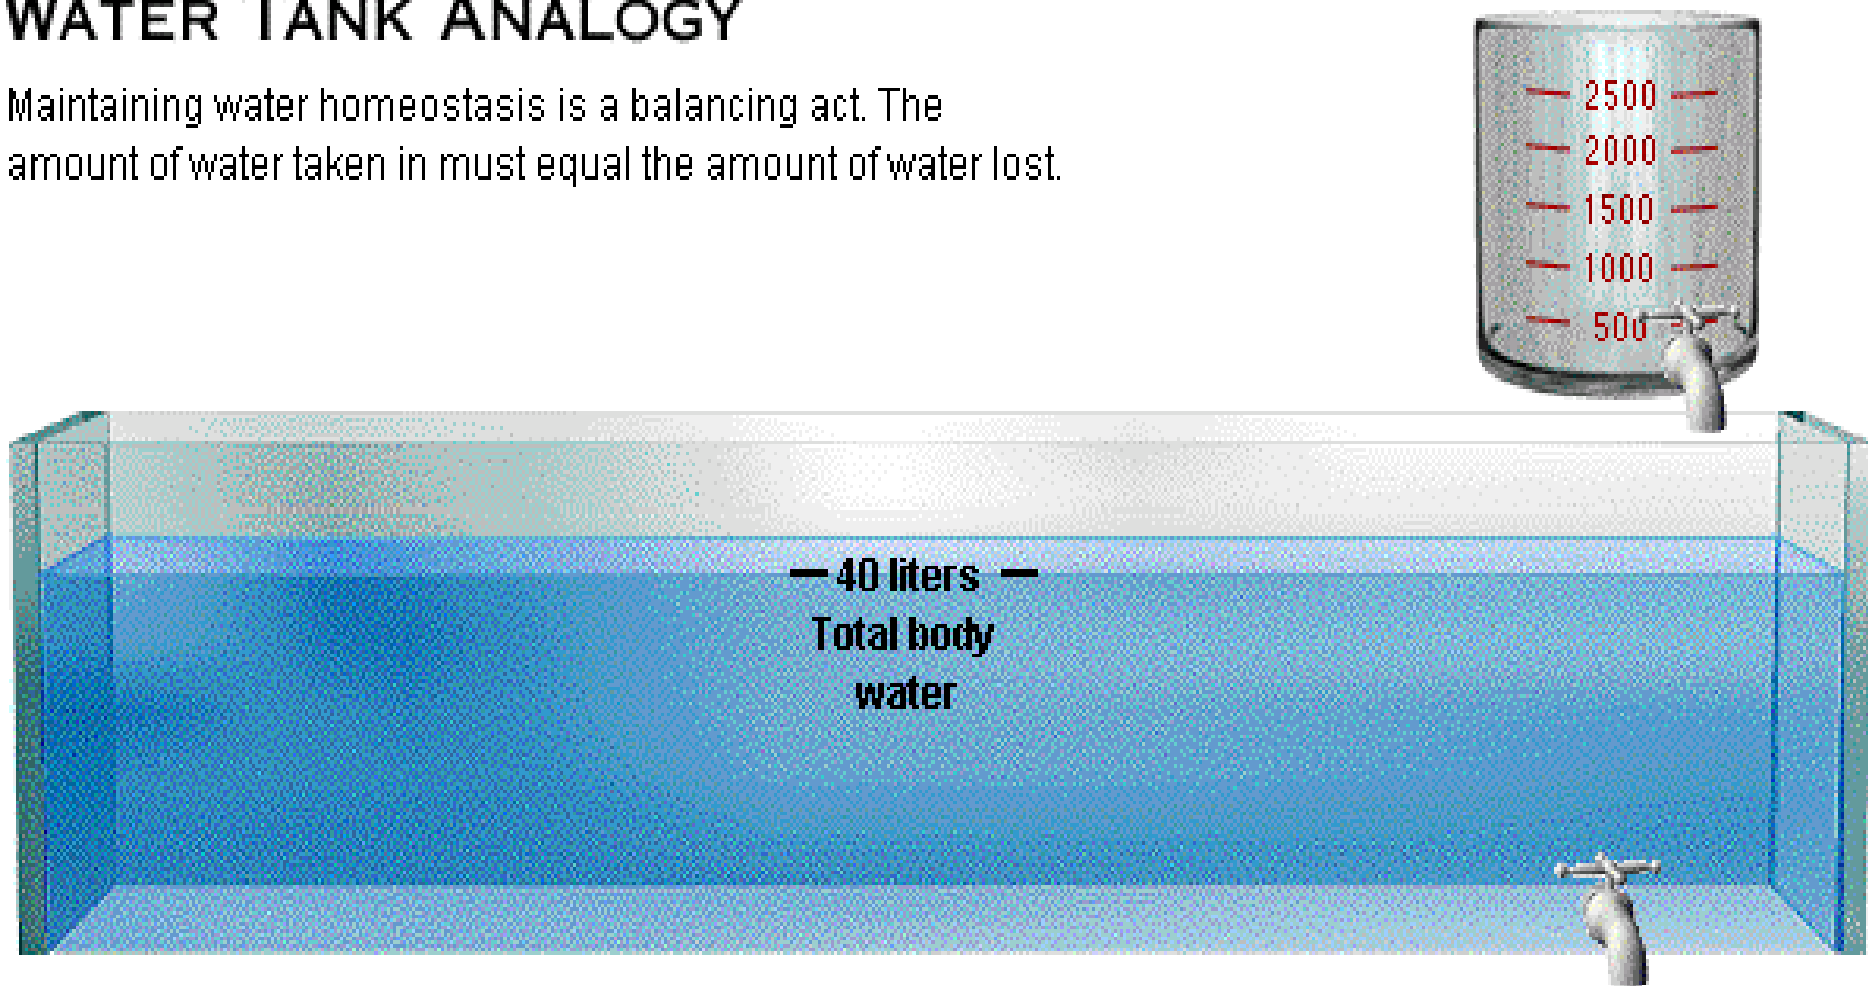 WATER TANK ANALOGY
Maintaining water homeostasis is a balancing act. The
amount of water taken in must equal the amount of water lost.
2500
2000
1500
1000
500
40 liters
Total body
water